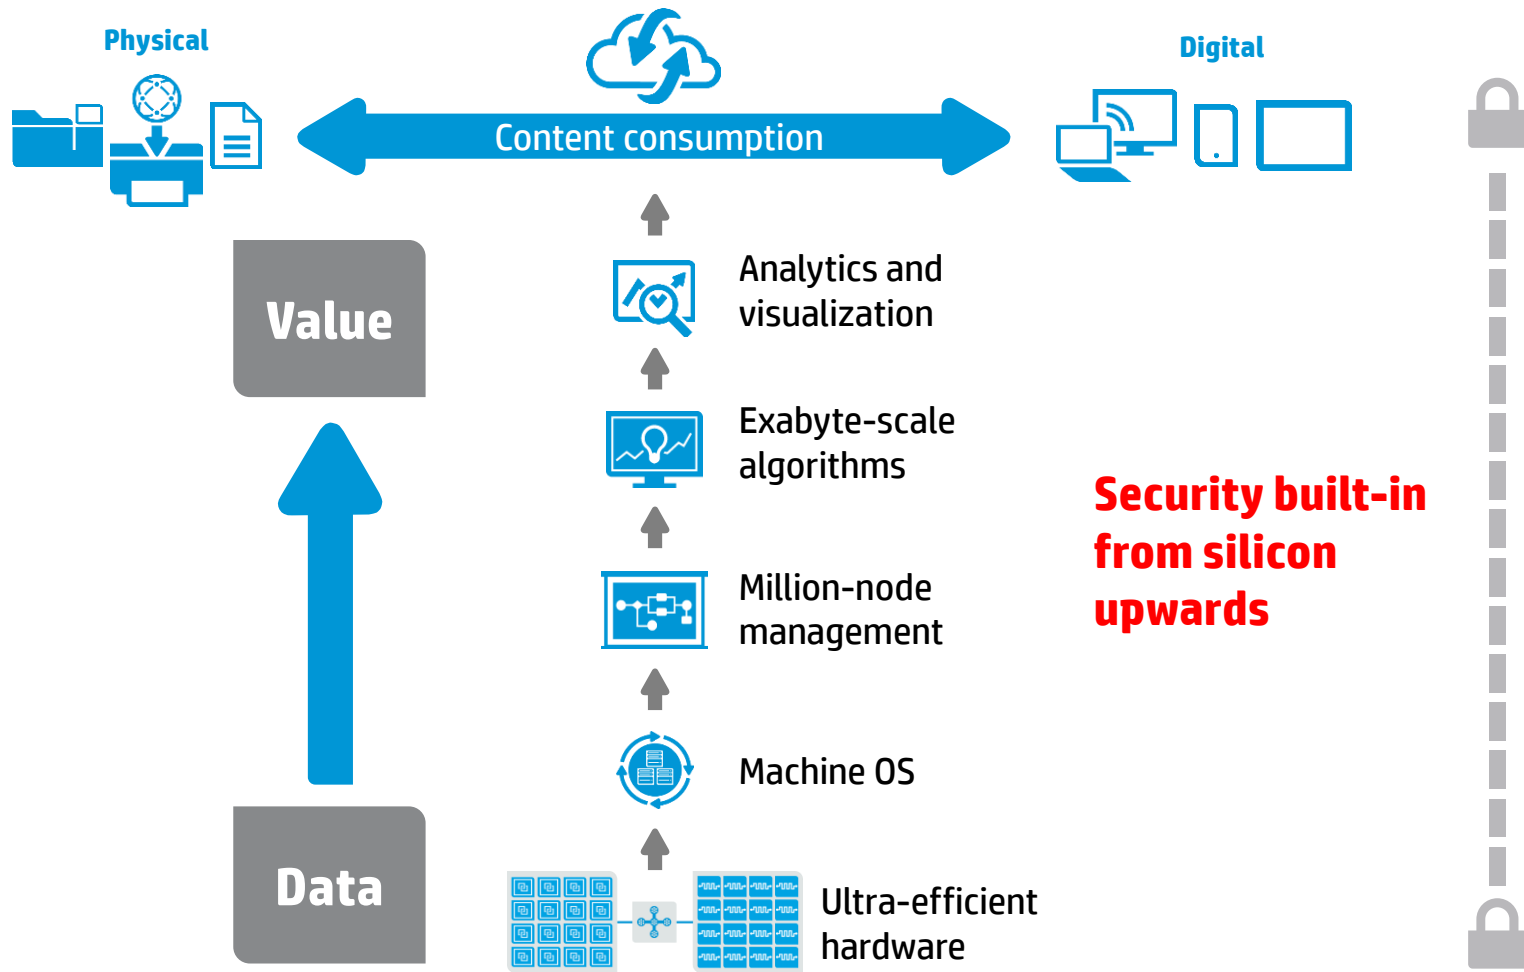 Physical
Digital
Content consumption
Value
Analytics and
visualization
Exabyte-scale
algorithms
Security built-in
from silicon
upwards
Million-node
management
Machine OS
Data
Ultra-efficient
hardware